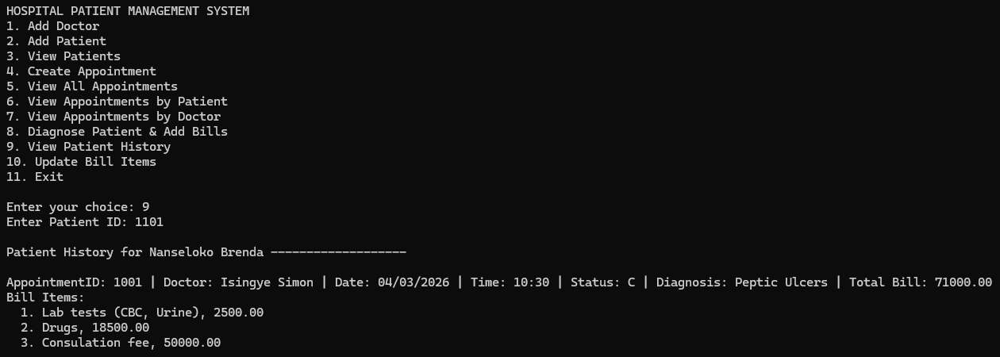 HOSPITAL PATIENT MANAGEMENT SYSTEM
1. Add Doctor
2. Add Patient
3. View Patients
4. Create Appointment
5. View All Appointments
6. View Appointments by Patient
7. View Appointments by Doctor
8. Diagnose Patient & Add Bills
9. View Patient History
10. Update Bill Items
11. Exit
Enter your choice: 9
Enter Patient ID: 1101
Patient History for Nanseloko Brenda -------------------
AppointmentID: 1001 | Doctor: Isingye Simon | Date: 04/03/2026 | Time: 10:30 | Status: C | Diagnosis: Peptic Ulcers | Total Bill: 71000.00
Bill Items:
  1. Lab tests (CBC, Urine), 2500.00
  2. Drugs, 18500.00
  3. Consulation fee, 50000.00